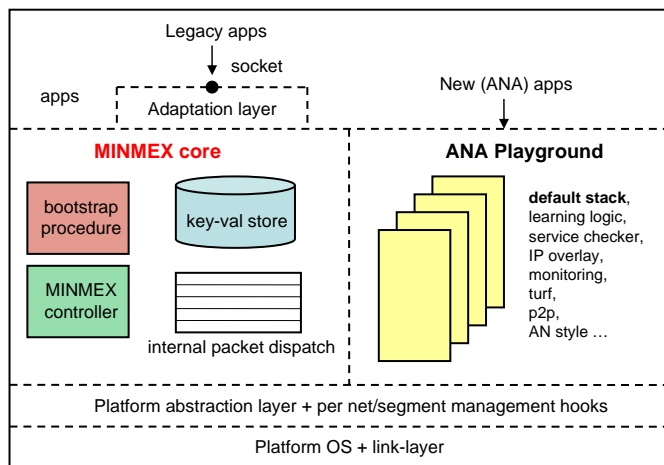 Legacy apps
socket
apps
Adaptation layer
New (ANA) apps
MINMEX core
bootstrap
procedure
key-val store
MINMEX
controller
internal packet dispatch
ANA Playground
default stack,
learning logic,
service checker,
IP overlay,
monitoring,
turf,
p2p,
AN style …
Platform abstraction layer + per net/segment management hooks
Platform OS + link-layer